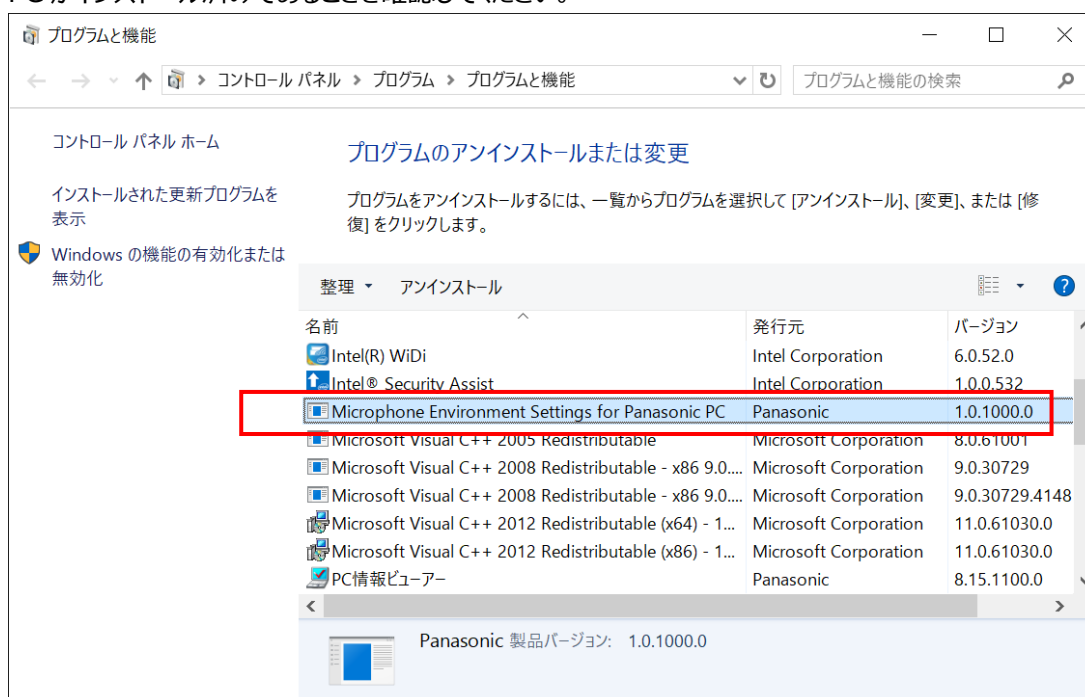 プログラムと機能
コントロール パネル > プログラム > プログラムと機能
プログラムと機能の検索
コントロール パネル ホーム
インストールされた更新プログラムを
表示
Windows の機能の有効化または
無効化
プログラムのアンインストールまたは変更
プログラムをアンインストールするには、一覧からプログラムを選択して [アンインストール]、[変更]、または [修
復] をクリックします。
整理 アンインストール
名前 発行元 バージョン
Intel(R) WiDi Intel Corporation 6.0.52.0
Intel® Security Assist Intel Corporation 1.0.0.532
Microphone Environment Settings for Panasonic PC Panasonic 1.0.1000.0
Microsoft Visual C++ 2005 Redistributable Microsoft Corporation 8.0.61001
Microsoft Visual C++ 2008 Redistributable - x86 9.0.... Microsoft Corporation 9.0.30729
Microsoft Visual C++ 2008 Redistributable - x86 9.0.... Microsoft Corporation 9.0.30729.4148
Microsoft Visual C++ 2012 Redistributable (x64) - 1... Microsoft Corporation 11.0.61030.0
Microsoft Visual C++ 2012 Redistributable (x86) - 1... Microsoft Corporation 11.0.61030.0
PC情報ビューアー Panasonic 8.15.1100.0
Panasonic 製品バージョン: 1.0.1000.0